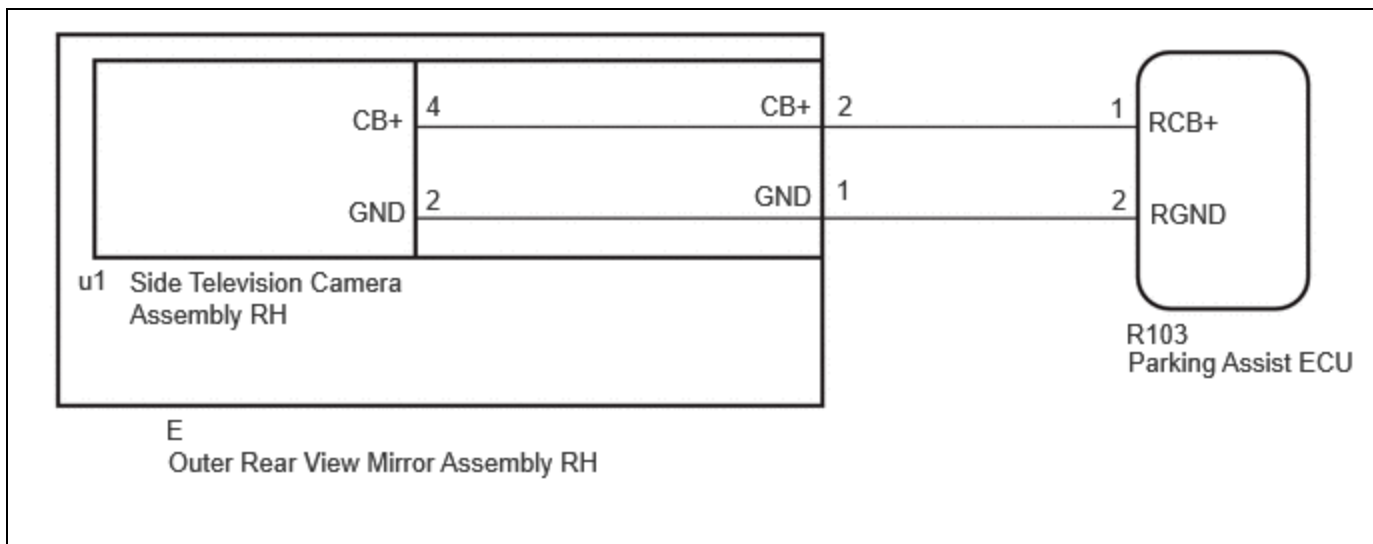 CB+ 4 CB+ 2 1 RCB+
GND 2 GND 1 2 RGND
u1 Side Television Camera
Assembly RH
R103
Parking Assist ECU
E
Outer Rear View Mirror Assembly RH